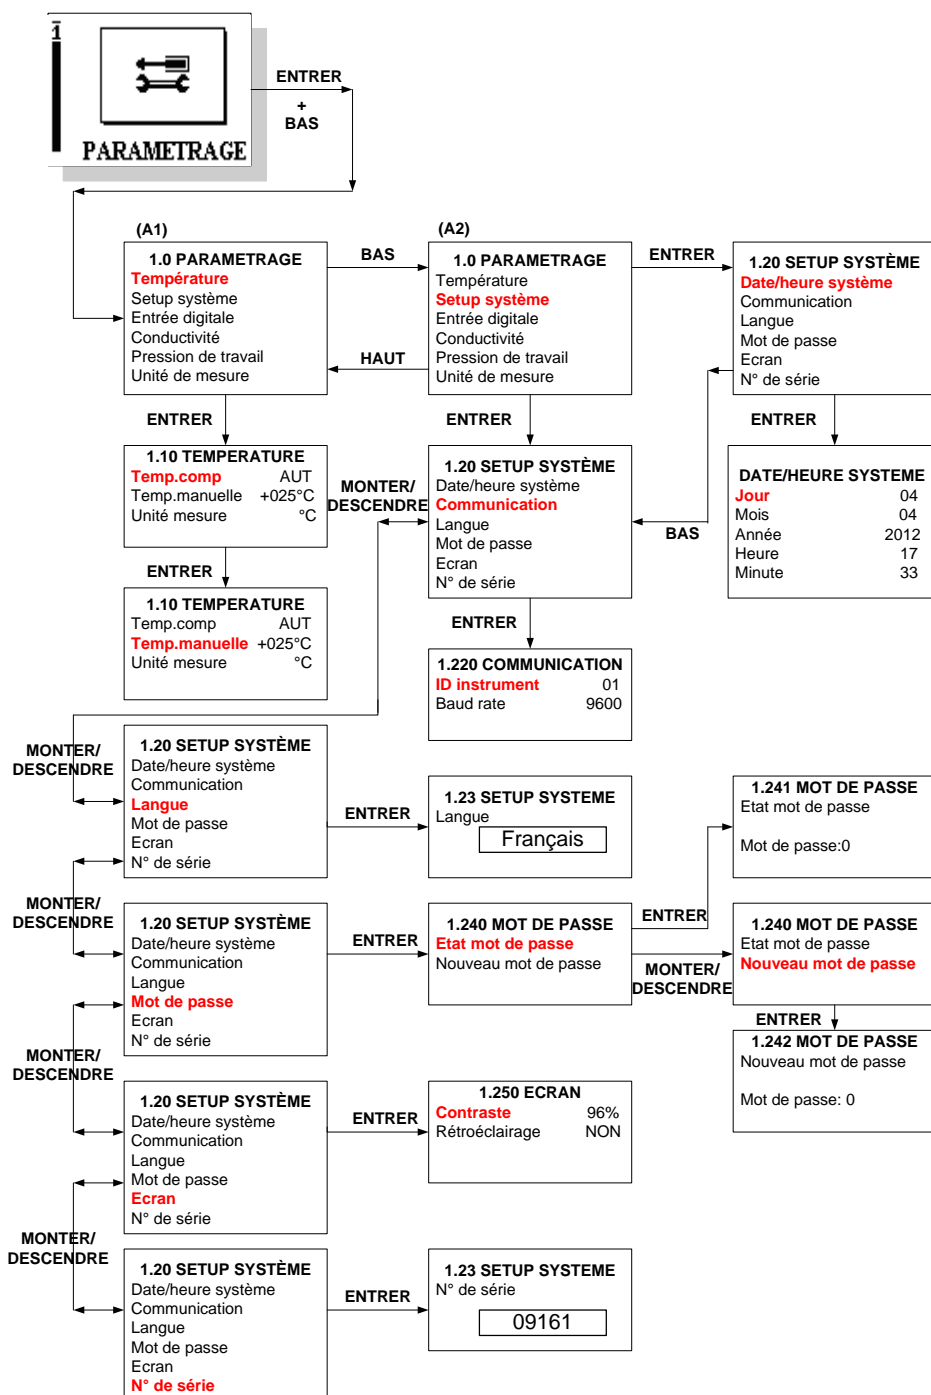 1
PARAMETRAGE
ENTRER
+
BAS
(A1)
1.0 PARAMETRAGE
Température
Setup système
Entrée digitale
Conductivité
Pression de travail
Unité de mesure
BAS
HAUT
(A2)
1.0 PARAMETRAGE
Température
Setup système
Entrée digitale
Conductivité
Pression de travail
Unité de mesure
ENTRER
1.20 SETUP SYSTÈME
Date/heure système
Communication
Langue
Mot de passe
Ecran
N° de série
ENTRER
ENTRER
ENTRER
1.10 TEMPERATURE
Temp.comp AUT
Temp.manuelle +025°C
Unité mesure °C
MONTER/
DESCENDRE
1.20 SETUP SYSTÈME
Date/heure système
Communication
Langue
Mot de passe
Ecran
N° de série
BAS
DATE/HEURE SYSTEME
Jour 04
Mois 04
Année 2012
Heure 17
Minute 33
ENTRER
1.10 TEMPERATURE
Temp.comp AUT
Temp.manuelle +025°C
Unité mesure °C
ENTRER
1.220 COMMUNICATION
ID instrument 01
Baud rate 9600
MONTER/
DESCENDRE
1.20 SETUP SYSTÈME
Date/heure système
Communication
Langue
Mot de passe
Ecran
N° de série
ENTRER
1.23 SETUP SYSTEME
Langue
Français
1.241 MOT DE PASSE
Etat mot de passe
Mot de passe:0
MONTER/
DESCENDRE
1.20 SETUP SYSTÈME
Date/heure système
Communication
Langue
Mot de passe
Ecran
N° de série
ENTRER
1.240 MOT DE PASSE
Etat mot de passe
Nouveau mot de passe
ENTRER
MONTER/
DESCENDRE
1.240 MOT DE PASSE
Etat mot de passe
Nouveau mot de passe
ENTRER
1.242 MOT DE PASSE
Nouveau mot de passe
Mot de passe: 0
MONTER/
DESCENDRE
1.20 SETUP SYSTÈME
Date/heure système
Communication
Langue
Mot de passe
Ecran
N° de série
ENTRER
1.250 ECRAN
Contraste 96%
Rétroéclairage NON
MONTER/
DESCENDRE
1.20 SETUP SYSTÈME
Date/heure système
Communication
Langue
Mot de passe
Ecran
N° de série
ENTRER
1.23 SETUP SYSTEME
N° de série
09161